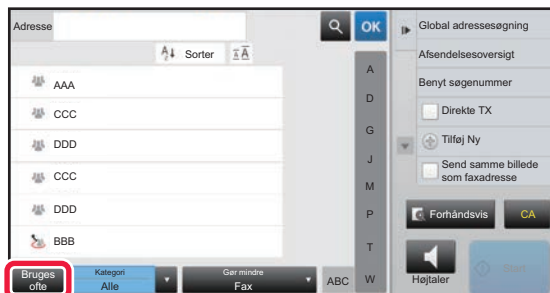 Adresse
OK
Sorter
AAA
CCC
DDD
CCC
DDD
BBB
A
D
G
J
M
P
T
W
Bruges
ofte
Kategori
Alle
Gør mindre
Fax
ABC
Global adressesøgning
Afsendelsesoversigt
Benyt søgenummer
Direkte TX
Tilføj Ny
Send samme billede
som faxadresse
Forhåndsvis
CA
Højtaler
Start